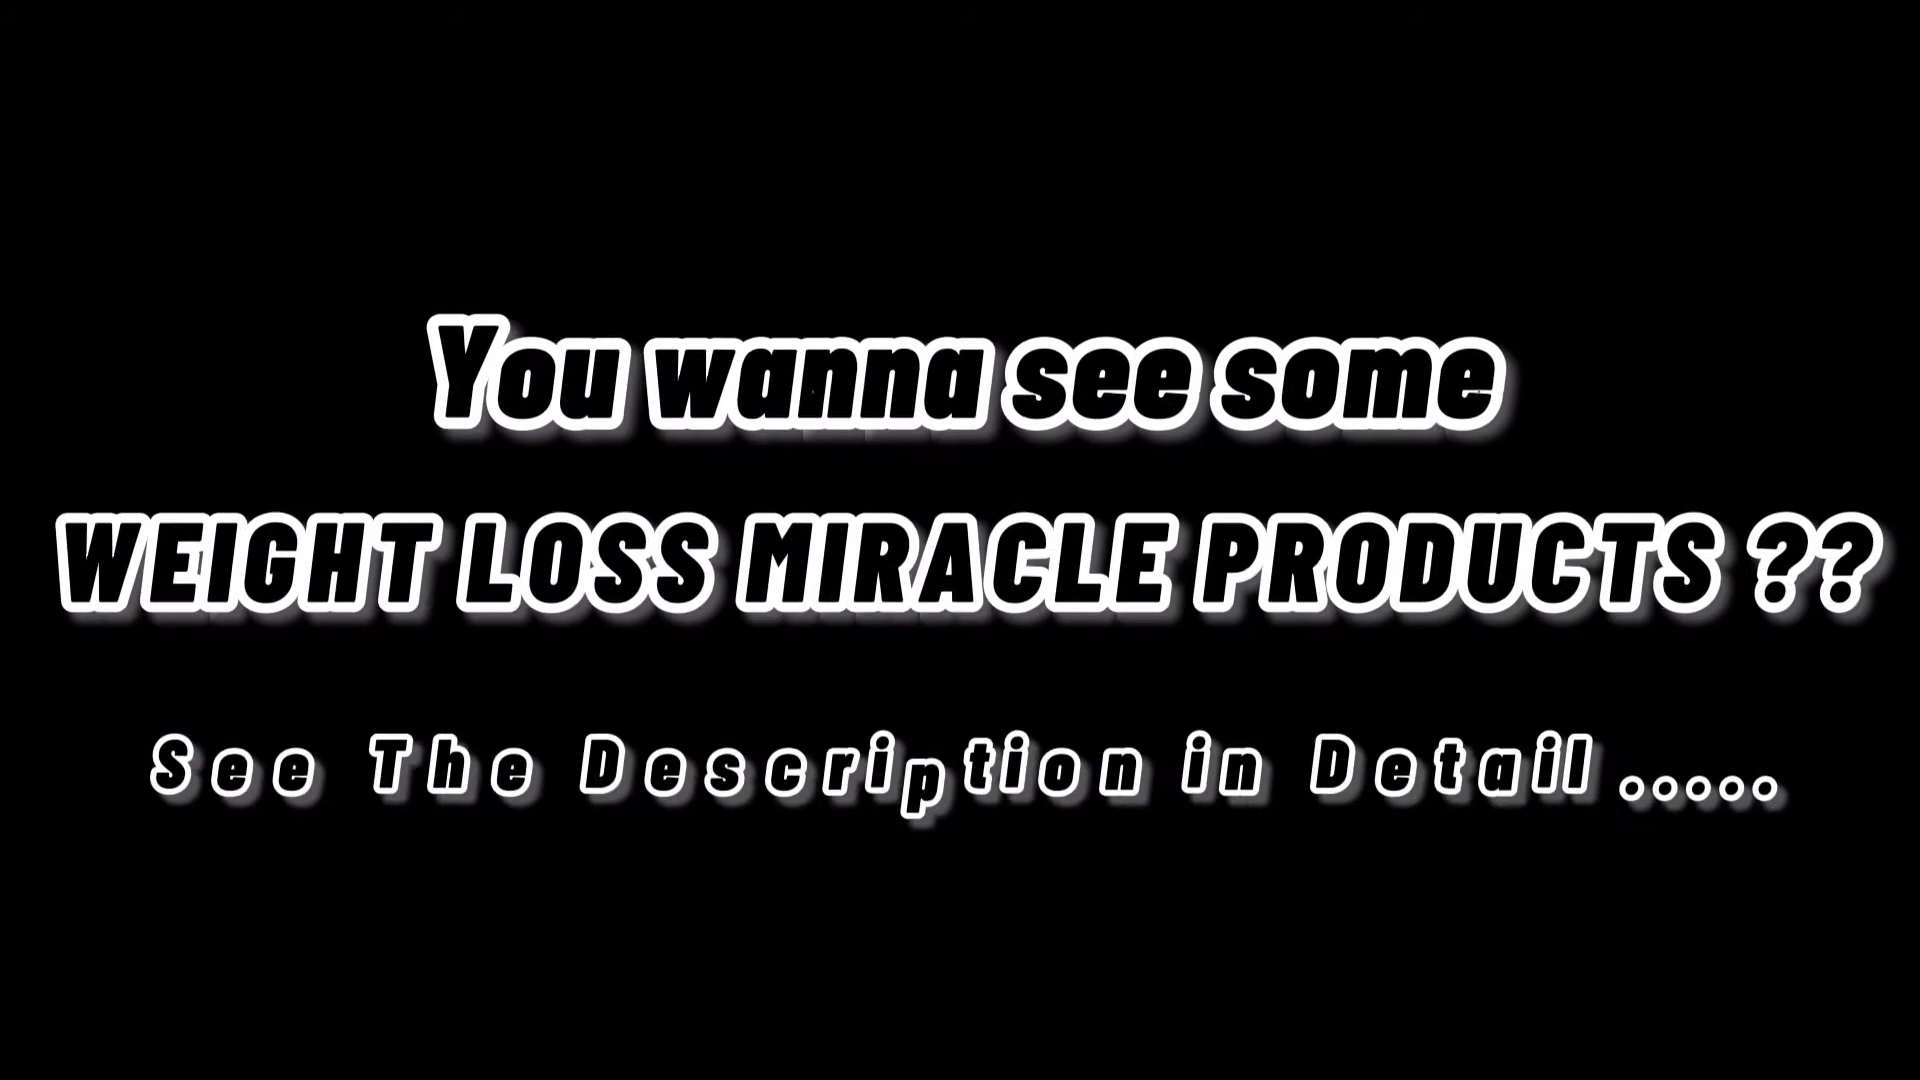 You wanna see some
WEIGHT LOSS MIRACLE PRODUCTS ??
See The Description in Detail .....